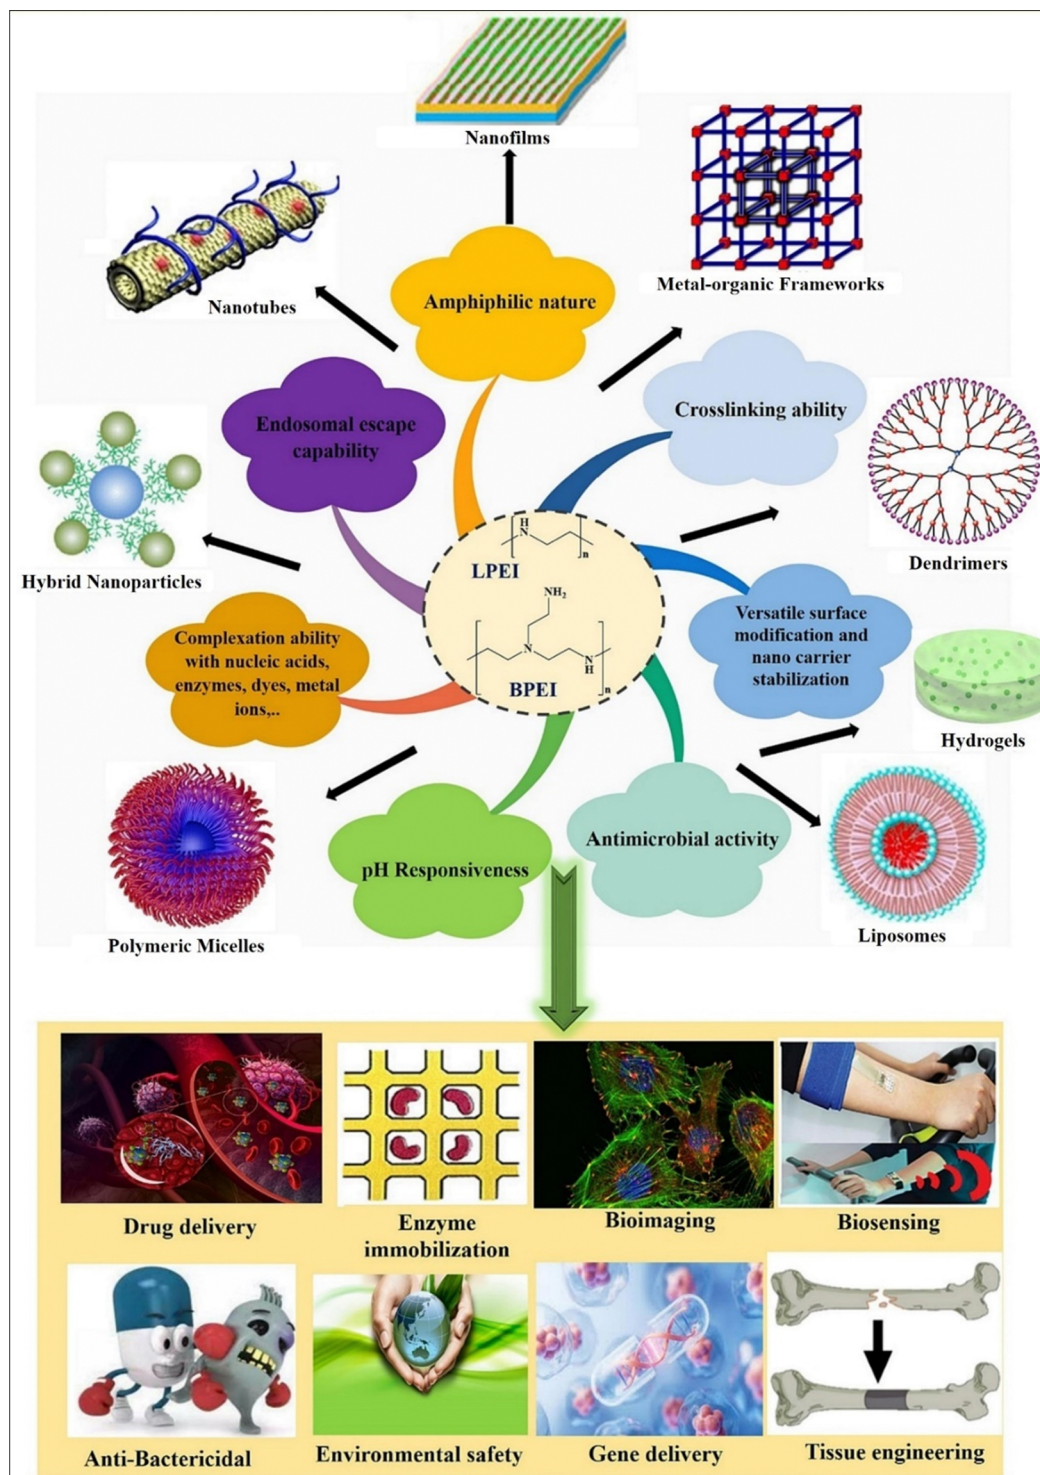 Nanofilms
Metal-organic Frameworks
Nanotubes
Amphiphilic nature
Crosslinking ability
Endosomal escape
capability
Dendrimers
Hybrid Nanoparticles
H
N
n
LPEI
NH2
N
N
H
n
BPEI
Versatile surface
modification and
nano carrier
stabilization
Complexation ability
with nucleic acids,
enzymes, dyes, metal
ions,..
Hydrogels
Antimicrobial activity
pH Responsiveness
Polymeric Micelles
Liposomes
Drug delivery
Enzyme
immobilization
Bioimaging
Biosensing
Anti-Bactericidal
Environmental safety
Gene delivery
Tissue engineering